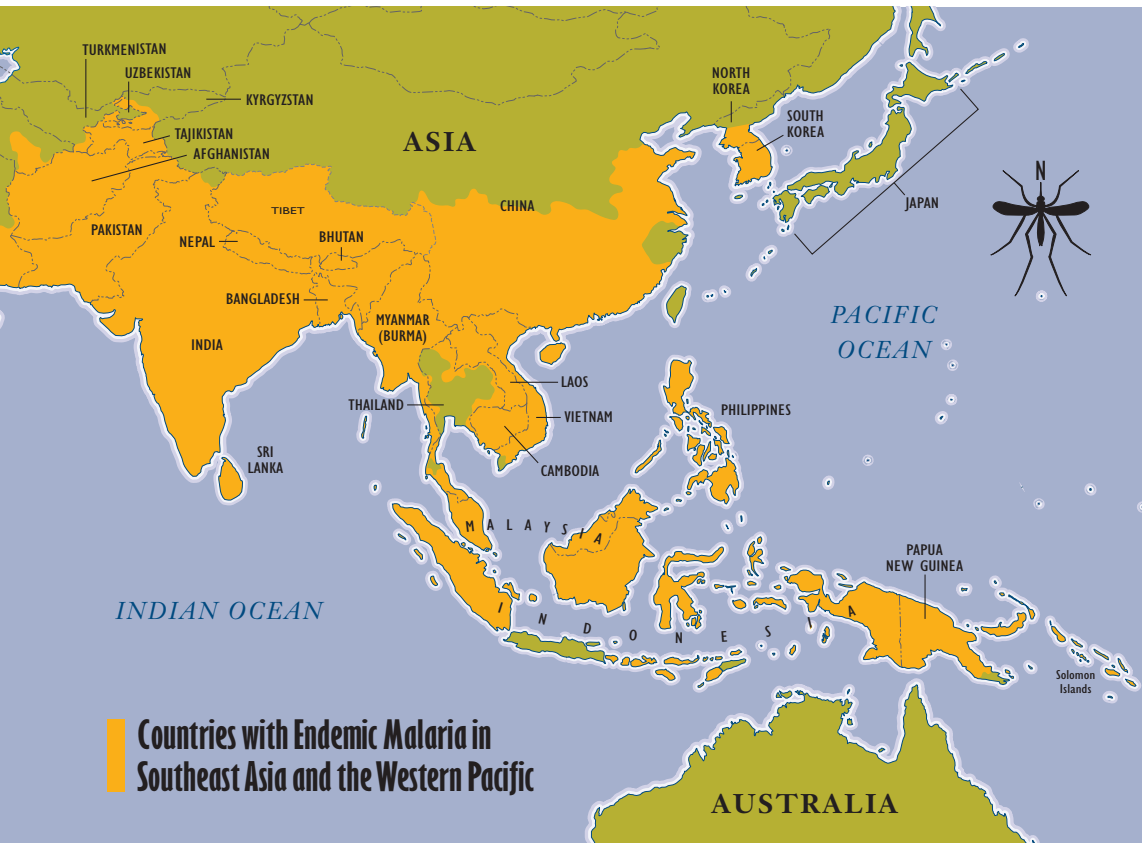 TURKMENISTAN
UZBEKISTAN
KYRGYZSTAN
TAJIKISTAN
AFGHANISTAN
ASIA
NORTH
KOREA
SOUTH
KOREA
JAPAN
N
CHINA
TIBET
PAKISTAN
NEPAL
BHUTAN
BANGLADESH
INDIA
MYANMAR
(BURMA)
PACIFIC
OCEAN
LAOS
THAILAND
VIETNAM
PHILIPPINES
CAMBODIA
SRI
LANKA
MALAYSIA
PAPUA
NEW GUINEA
INDIAN OCEAN
INDONESIA
Solomon
Islands
Countries with Endemic Malaria in
Southeast Asia and the Western Pacific
AUSTRALIA